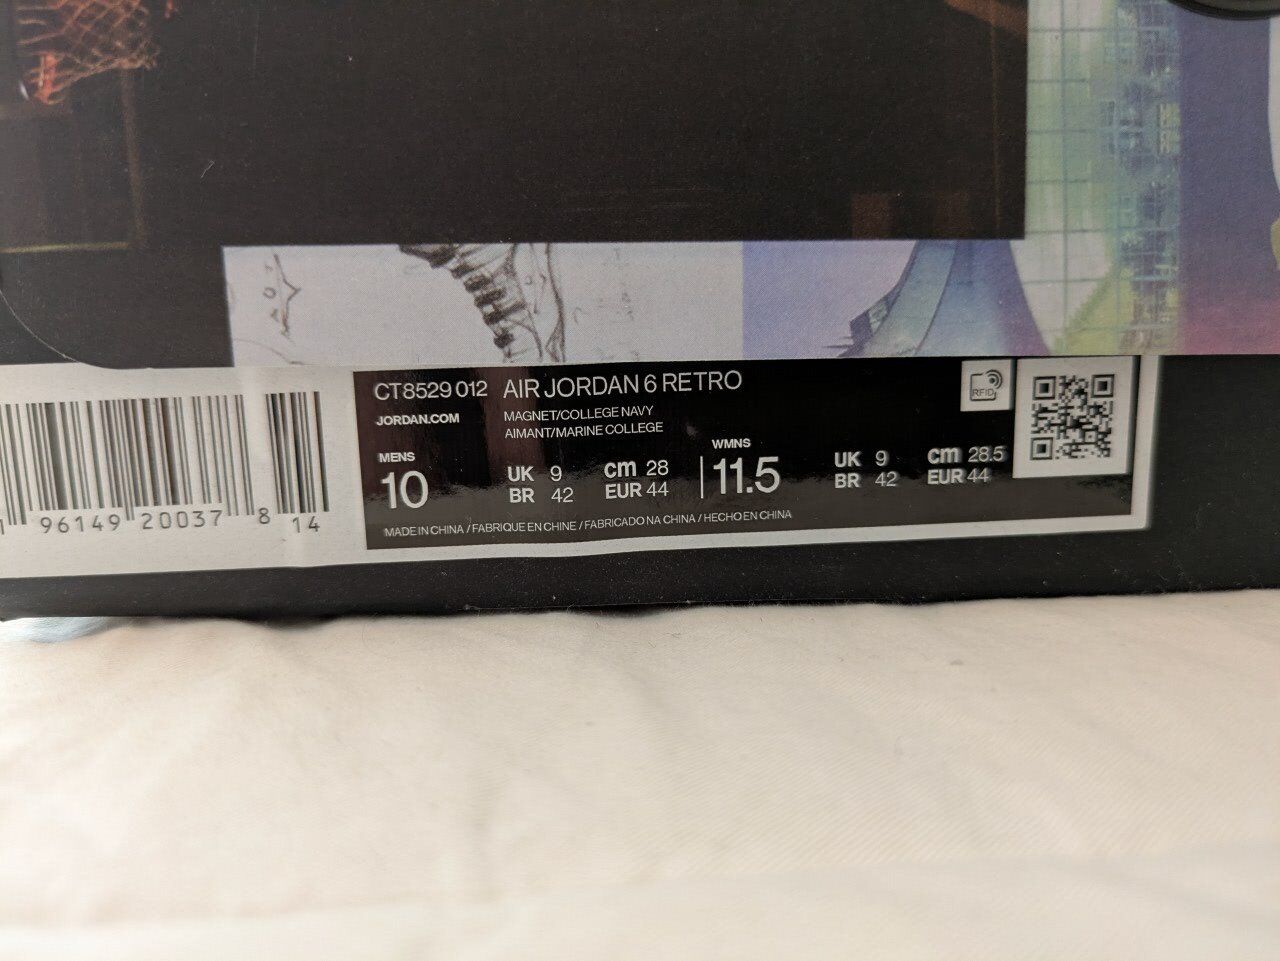 CT8529 012 AIR JORDAN 6 RETRO
JORDAN.COM
MAGNET/COLLEGE NAVY
AIMANT/MARINE COLLEGE
RFID
MENS
10
UK 9 cm 28
BR 42 EUR 44
WMNS
11.5
UK 9 cm 28.5
BR 42 EUR 44
MADE IN CHINA / FABRIQUE EN CHINE / FABRICADO NA CHINA / HECHO EN CHINA
1 96149 20037 8 14